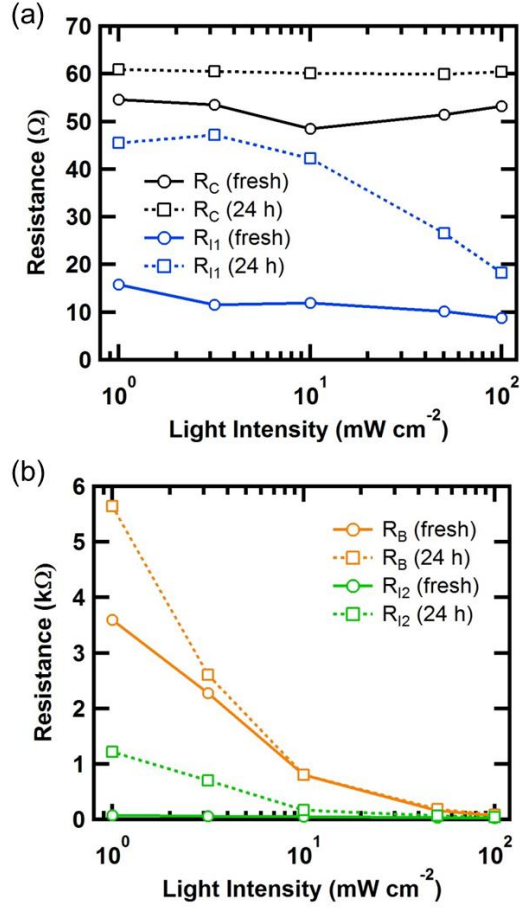 (a)
70
60
50
40
30
20
10
0
Resistance (Ω)
R_C (fresh)
R_C (24 h)
R_I1 (fresh)
R_I1 (24 h)
10^0
10^1
10^2
Light Intensity (mW cm^-2)
(b)
6
5
4
3
2
1
0
Resistance (kΩ)
R_B (fresh)
R_B (24 h)
R_I2 (fresh)
R_I2 (24 h)
10^0
10^1
10^2
Light Intensity (mW cm^-2)